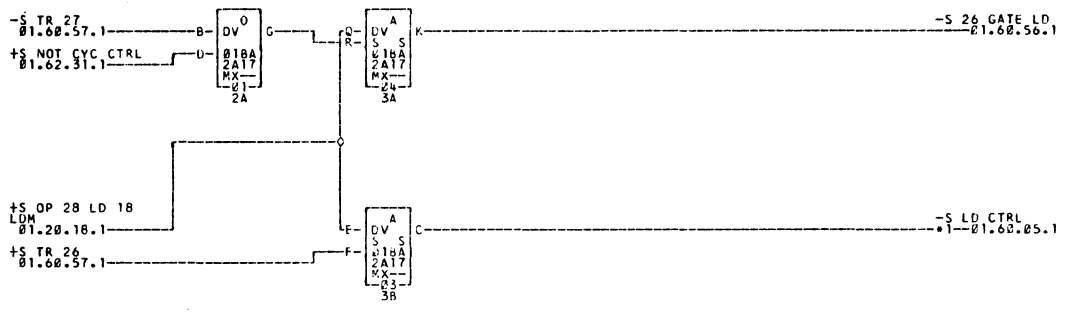 -S TR 27
01.60.57.1
B
DV O
G
+S NOT CYC CTRL
01.62.31.1
D
01BA
2A17
MX
01
2A
Q
R
DV A
K
S S
01BA
2A17
MX
04
3A
-S 26 GATE LD
01.60.56.1
+S OP 28 LD 18
LDM
01.20.18.1
E
+S TR 26
01.60.57.1
F
DV A
C
S S
01BA
2A17
MX
03
3B
-S LD CTRL
*1--01.60.05.1